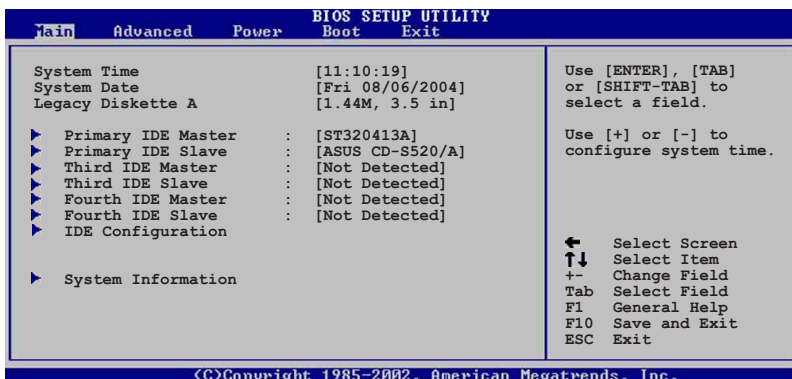 BIOS SETUP UTILITY
Main Advanced Power Boot Exit
System Time [11:10:19]
System Date [Fri 08/06/2004]
Legacy Diskette A [1.44M, 3.5 in]
Primary IDE Master : [ST320413A]
Primary IDE Slave : [ASUS CD-S520/A]
Third IDE Master : [Not Detected]
Third IDE Slave : [Not Detected]
Fourth IDE Master : [Not Detected]
Fourth IDE Slave : [Not Detected]
IDE Configuration
System Information
Use [ENTER], [TAB]
or [SHIFT-TAB] to
select a field.
Use [+] or [-] to
configure system time.
← Select Screen
↑↓ Select Item
+- Change Field
Tab Select Field
F1 General Help
F10 Save and Exit
ESC Exit
(C)Copyright 1985-2002, American Megatrends, Inc.